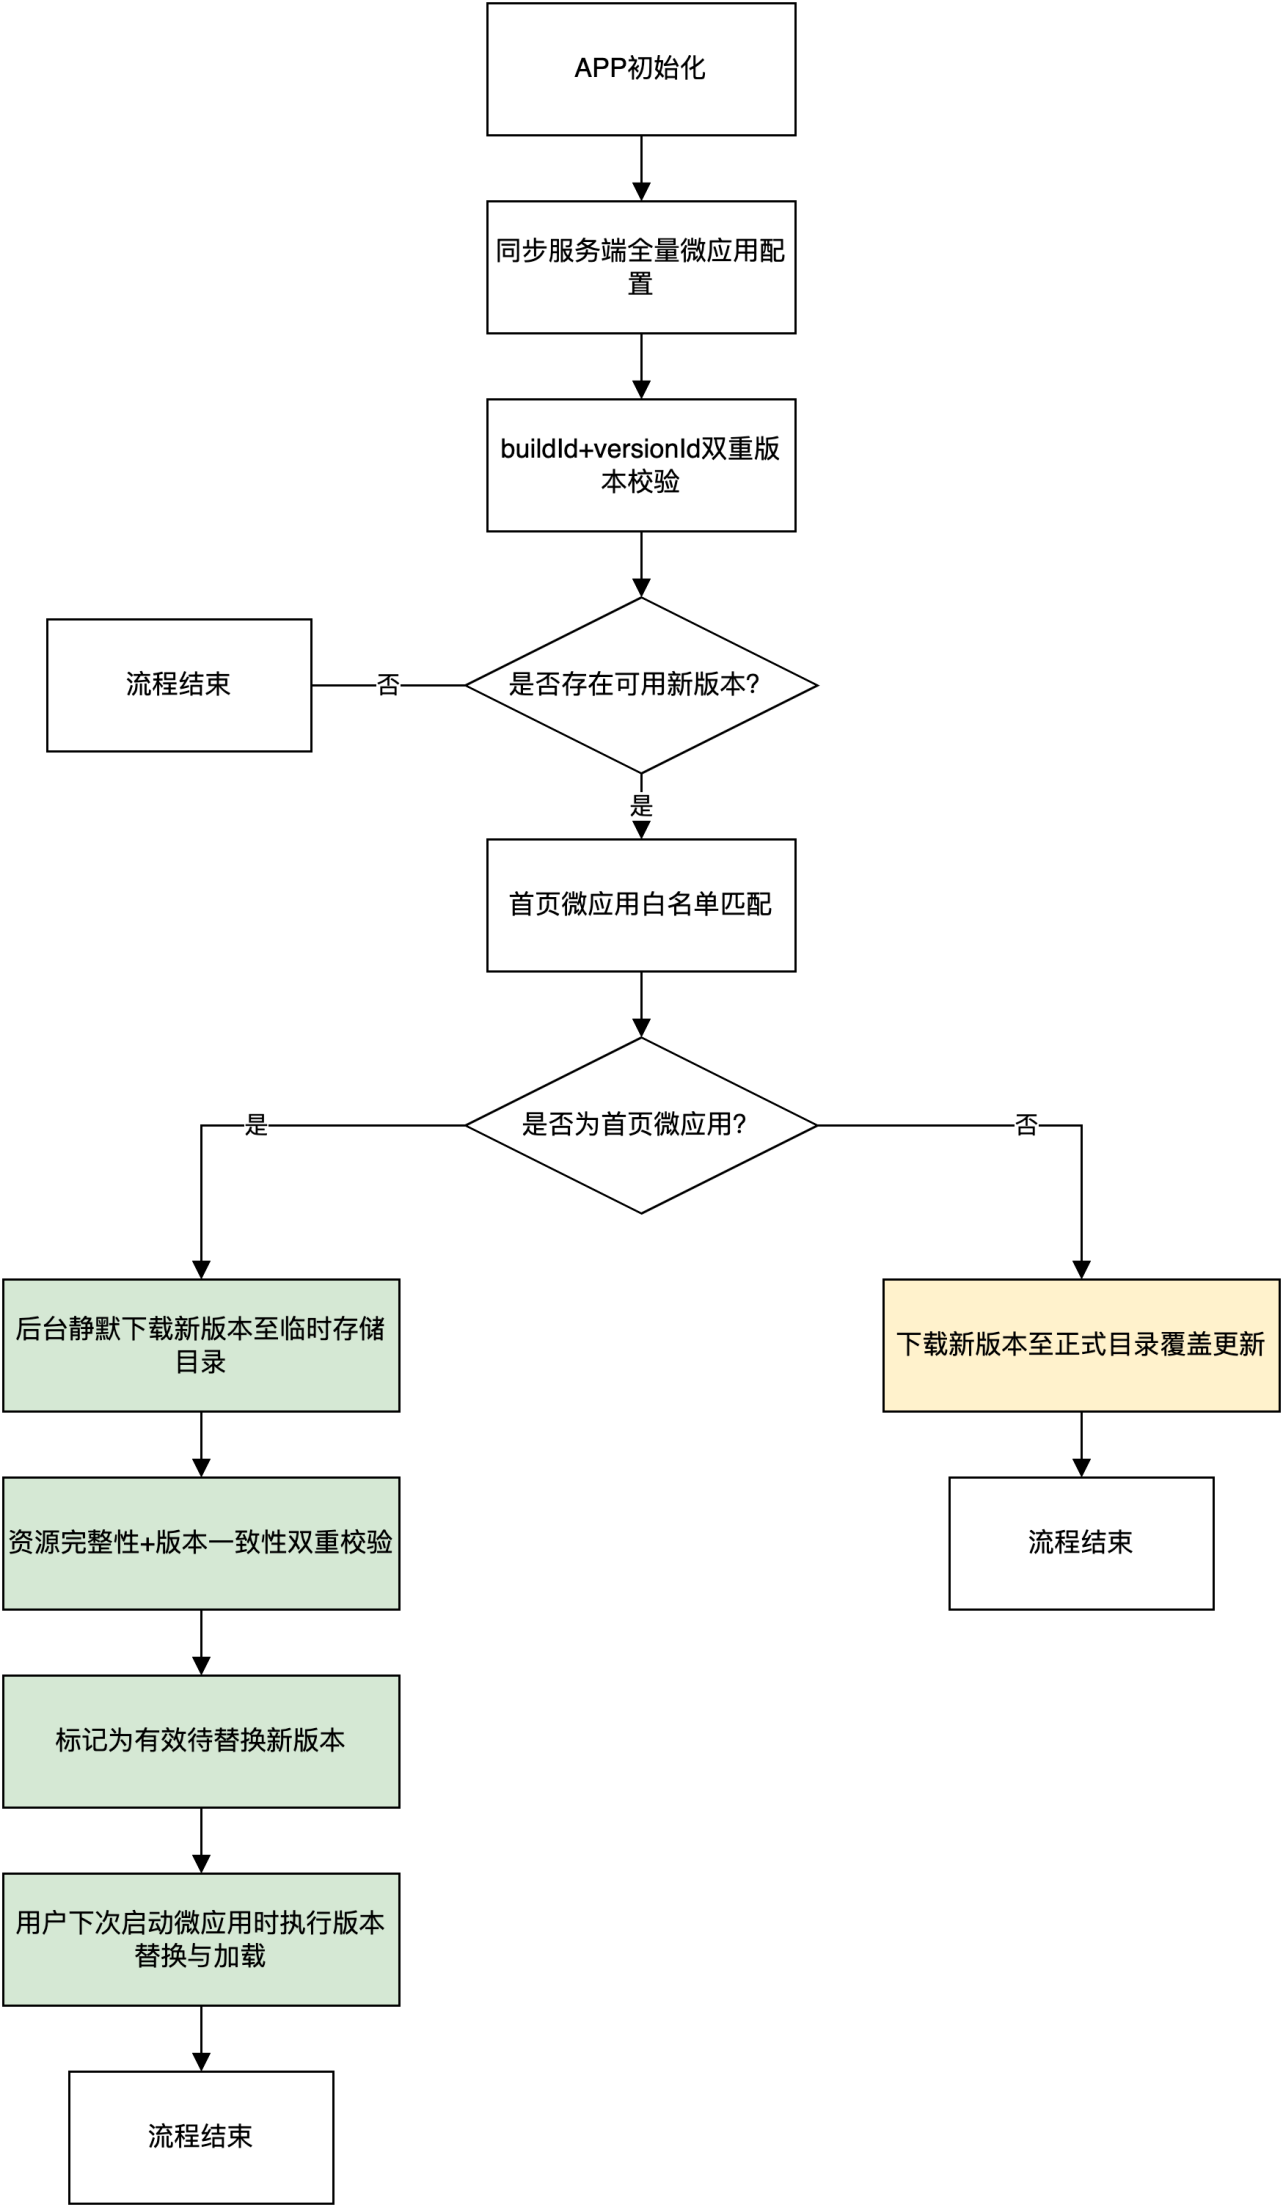 APP初始化
同步服务端全量微应用配
置
buildId+versionId双重版
本校验
流程结束
否
是否存在可用新版本?
是
首页微应用白名单匹配
是
是否为首页微应用?
否
后台静默下载新版本至临时存储
目录
下载新版本至正式目录覆盖更新
资源完整性+版本一致性双重校验
流程结束
标记为有效待替换新版本
用户下次启动微应用时执行版本
替换与加载
流程结束